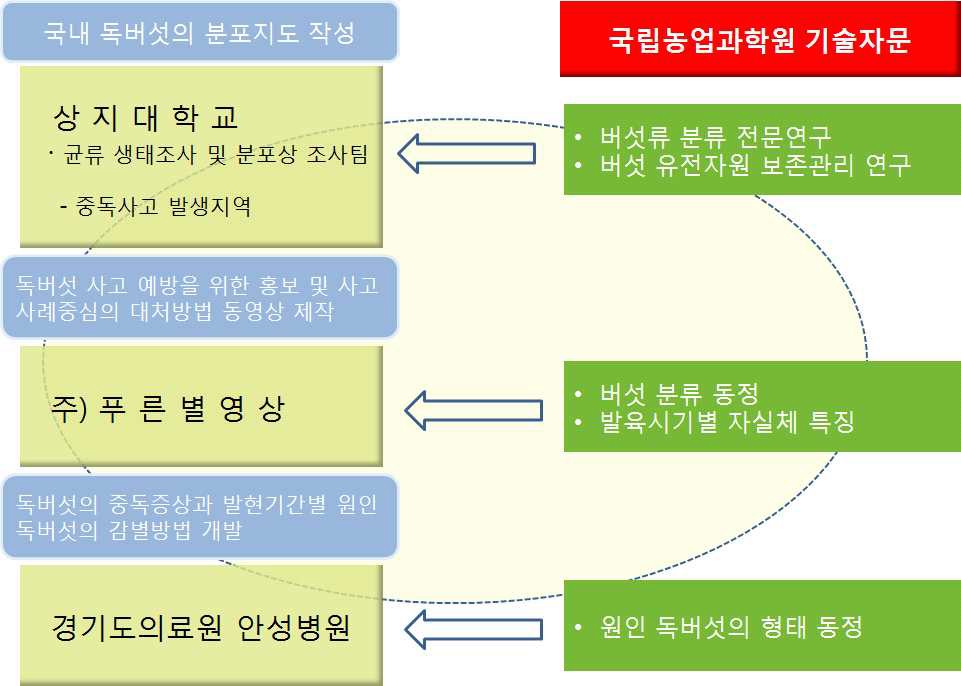 국내 독버섯의 분포지도 작성
국립농업과학원 기술자문
상 지 대 학 교
· 균류 생태조사 및 분포상 조사팀
- 중독사고 발생지역
• 버섯류 분류 전문연구
• 버섯 유전자원 보존관리 연구
독버섯 사고 예방을 위한 홍보 및 사고
사례중심의 대처방법 동영상 제작
주) 푸 른 별 영 상
• 버섯 분류 동정
• 발육시기별 자실체 특징
독버섯의 중독증상과 발현기간별 원인
독버섯의 감별방법 개발
경기도의료원 안성병원
• 원인 독버섯의 형태 동정